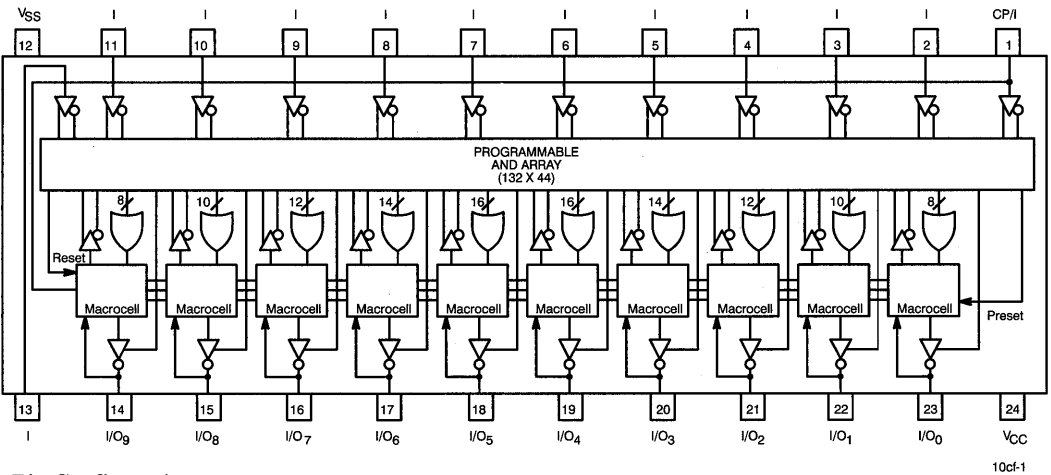 VSS I I I I I I I I I I CP/I
12 11 10 9 8 7 6 5 4 3 2 1
PROGRAMMABLE
AND ARRAY
(132 X 44)
8 10 12 14 16 16 14 12 10 8
Reset
Macrocell Macrocell Macrocell Macrocell Macrocell Macrocell Macrocell Macrocell Macrocell Macrocell
Preset
13 14 15 16 17 18 19 20 21 22 23 24
I I/O9 I/O8 I/O7 I/O6 I/O5 I/O4 I/O3 I/O2 I/O1 I/O0 VCC
10cf-1